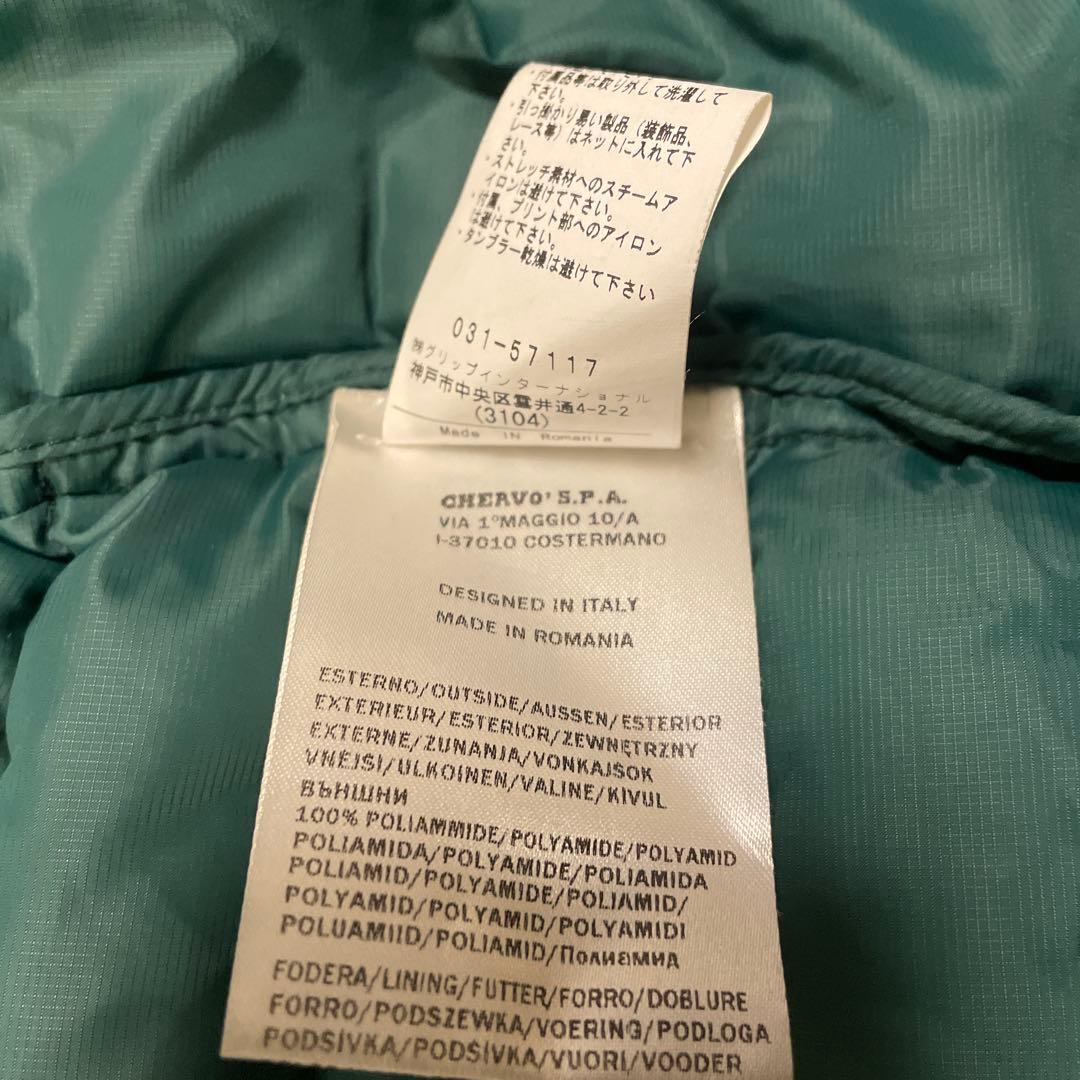 ・付属品等は取り外して洗濯して
下さい。
・引っ掛かり易い製品（装飾品、
レース等）はネットに入れて下
さい。
・ストレッチ素材へのスチームア
イロンは避けて下さい。
・付属、プリント部へのアイロン
は避けて下さい。
・タンブラー乾燥は避けて下さい
031-57117
㈱グリップインターナショナル
神戸市中央区雲井通4-2-2
(3104)
Made IN Romania
CHERVO' S.P.A.
VIA 1°MAGGIO 10/A
I-37010 COSTERMANO
DESIGNED IN ITALY
MADE IN ROMANIA
ESTERNO/OUTSIDE/AUSSEN/ESTERIOR
EXTERIEUR/ESTERIOR/ZEWNĘTRZNY
EXTERNE/ZUNANJA/VONKAJSOK
VNEJSI/ULKOINEN/VALINE/KIVUL
ВЪНШНИ
100% POLIAMMIDE/POLYAMIDE/POLYAMID
POLIAMIDA/POLYAMIDE/POLIAMIDA
POLIAMID/POLYAMIDE/POLIAMID/
POLYAMID/POLYAMID/POLYAMIDI
POLUAMIID/POLIAMID/Полиамид
FODERA/LINING/FUTTER/FORRO/DOBLURE
FORRO/PODSZEWKA/VOERING/PODLOGA
PODSÍVKA/PODŠIVKA/VUORI/VOODER